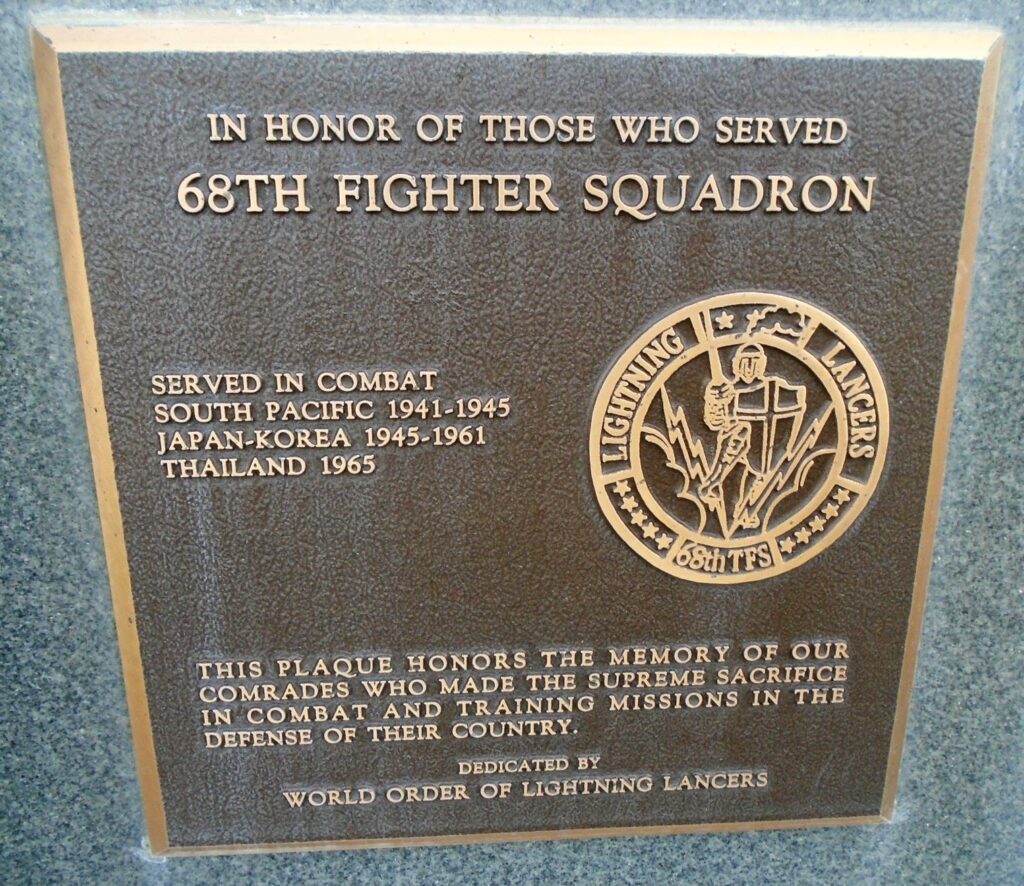 IN HONOR OF THOSE WHO SERVED
68TH FIGHTER SQUADRON
SERVED IN COMBAT
SOUTH PACIFIC 1941-1945
JAPAN-KOREA 1945-1961
THAILAND 1965
LIGHTNING LANCERS
68th TFS
THIS PLAQUE HONORS THE MEMORY OF OUR
COMRADES WHO MADE THE SUPREME SACRIFICE
IN COMBAT AND TRAINING MISSIONS IN THE
DEFENSE OF THEIR COUNTRY.
DEDICATED BY
WORLD ORDER OF LIGHTNING LANCERS